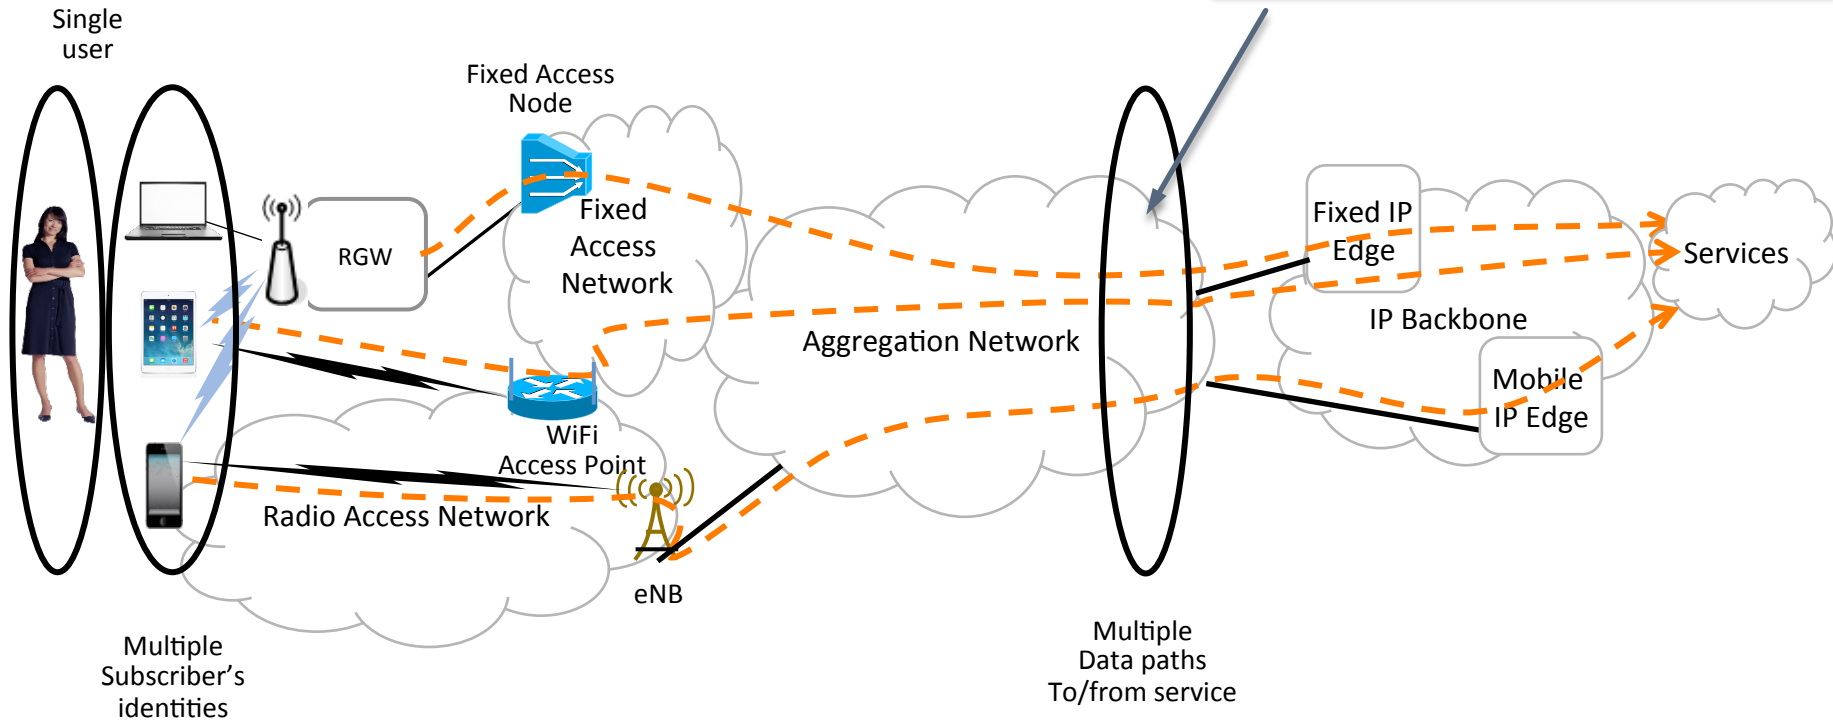 Single
user
Fixed Access
Node
Fixed
Access
Network
RGW
Fixed IP
Edge
Services
IP Backbone
Aggregation Network
Mobile
IP Edge
WiFi
Access Point
Radio Access Network
eNB
Multiple
Subscriber’s
identities
Multiple
Data paths
To/from service